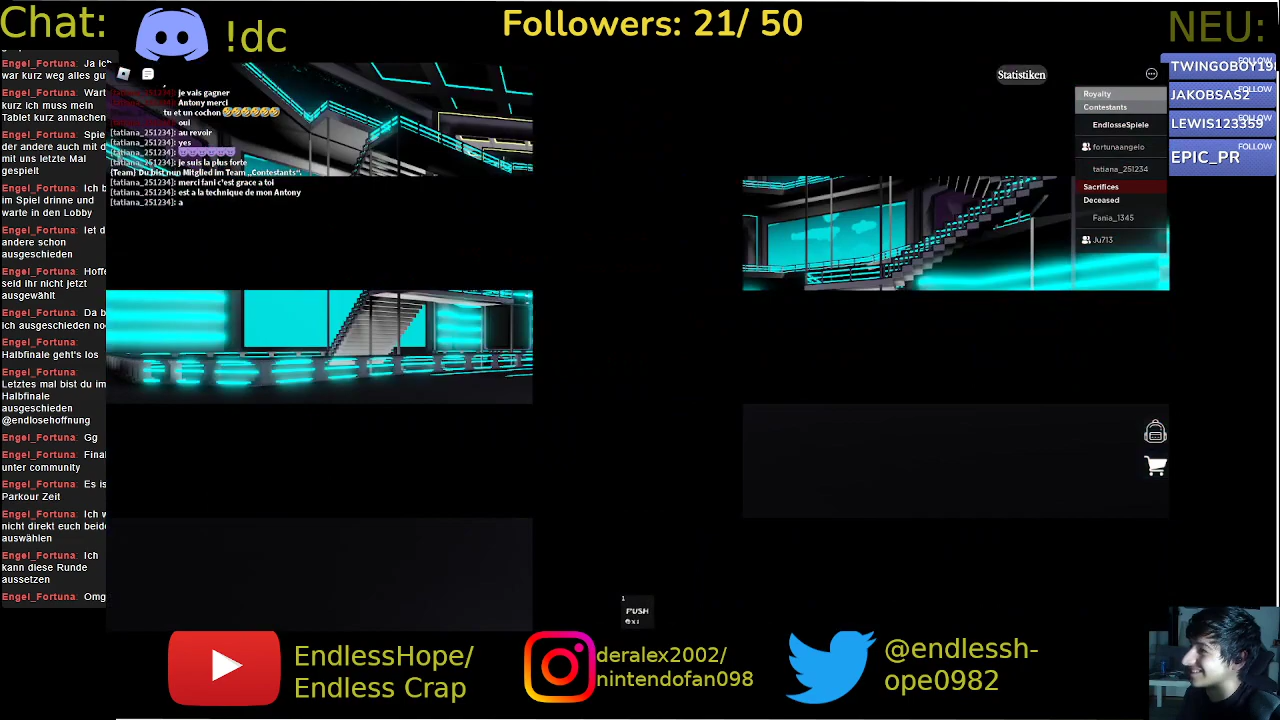 Chat:
!dc
Followers: 21/ 50
NEU:
Engel_Fortuna: Ja ich
war kurz weg alles gu
Engel_Fortuna: Wart
kurz ich muss mein
Tablet kurz anmachen
Engel_Fortuna: Spie
der andere auch mit d
mit uns letzte Mal
gespielt
Engel_Fortuna: Ich b
im Spiel drinne und
warte in den Lobby
Engel_Fortuna: let d
andere schon
ausgeschieden
Engel_Fortuna: Hoffe
seid Ihr nicht jetzt
ausgewählt
Engel_Fortuna: Da b
ich ausgeschieden no
Engel_Fortuna:
Halbfinale geht's los
Engel_Fortuna:
Letztes mal bist du im
Halbfinale
ausgeschieden
@endlosehoffnung
Engel_Fortuna: Gg
Engel_Fortuna: Final
unter community
Engel_Fortuna: Es is
Parkour Zeit
Engel_Fortuna: Ich w
nicht direkt euch beide
auswählen
Engel_Fortuna: Ich
kann diese Runde
aussetzen
Engel_Fortuna: Omg
je vais gagner
Antony merci
tu et un cochon 🤣🤣🤣🤣🤣🤣
oui
[tatiana_251234]: au revoir
[tatiana_251234]: yes
[tatiana_251234]: 😈😈😈😈😈😈
[tatiana_251234]: je suis la plus forte
{Team} Du bist nun Mitglied im Team „Contestants“.
[tatiana_251234]: merci fani c'est grace a toi
[tatiana_251234]: est a la technique de mon Antony
[tatiana_251234]: a
Statistiken
Royalty
Contestants
EndlosseSpiele
fortunaangelo
tatiana_251234
Sacrifices
Deceased
Fania_1345
Ju713
FOLLOW
TWINGOBOY19
FOLLOW
JAKOBSAS2
FOLLOW
LEWIS123359
FOLLOW
EPIC_PR
1
PUSH
EndlessHope/
Endless Crap
deralex2002/
nintendofan098
@endlessh-
ope0982